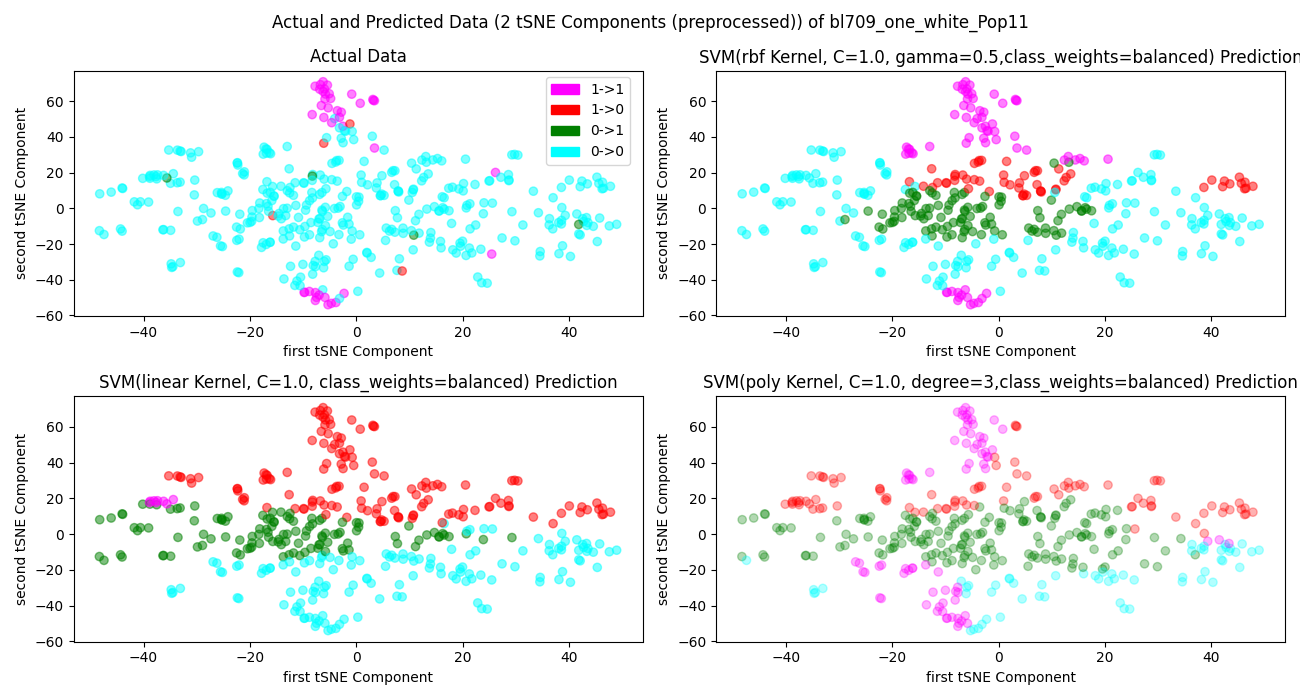 Actual and Predicted Data (2 tSNE Components (preprocessed)) of bl709_one_white_Pop11
Actual Data
second tSNE Component
60
40
20
0
−20
−40
−60
1->1
1->0
0->1
0->0
−40 −20 0 20 40
first tSNE Component
SVM(rbf Kernel, C=1.0, gamma=0.5,class_weights=balanced) Prediction
second tSNE Component
60
40
20
0
−20
−40
−60
−40 −20 0 20 40
first tSNE Component
SVM(linear Kernel, C=1.0, class_weights=balanced) Prediction
second tSNE Component
60
40
20
0
−20
−40
−60
−40 −20 0 20 40
first tSNE Component
SVM(poly Kernel, C=1.0, degree=3,class_weights=balanced) Prediction
second tSNE Component
60
40
20
0
−20
−40
−60
−40 −20 0 20 40
first tSNE Component